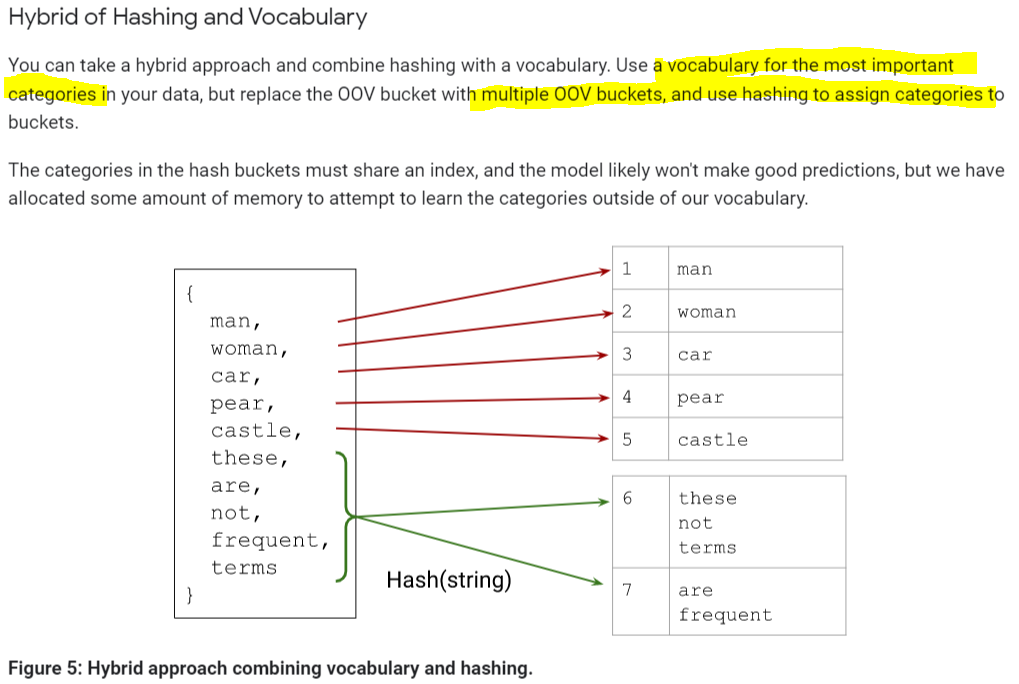 Hybrid of Hashing and Vocabulary
You can take a hybrid approach and combine hashing with a vocabulary. Use a vocabulary for the most important
categories in your data, but replace the OOV bucket with multiple OOV buckets, and use hashing to assign categories to
buckets.
The categories in the hash buckets must share an index, and the model likely won't make good predictions, but we have
allocated some amount of memory to attempt to learn the categories outside of our vocabulary.
{
man,
woman,
car,
pear,
castle,
these,
are,
not,
frequent,
terms
}
Hash(string)
1 man
2 woman
3 car
4 pear
5 castle
6 these
not
terms
7 are
frequent
Figure 5: Hybrid approach combining vocabulary and hashing.